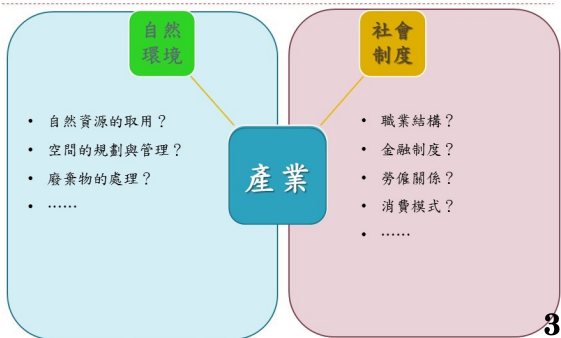 自然
環境
• 自然資源的取用？
• 空間的規劃與管理？
• 廢棄物的處理？
• ……
產業
社會
制度
• 職業結構？
• 金融制度？
• 勞僱關係？
• 消費模式？
• ……
3